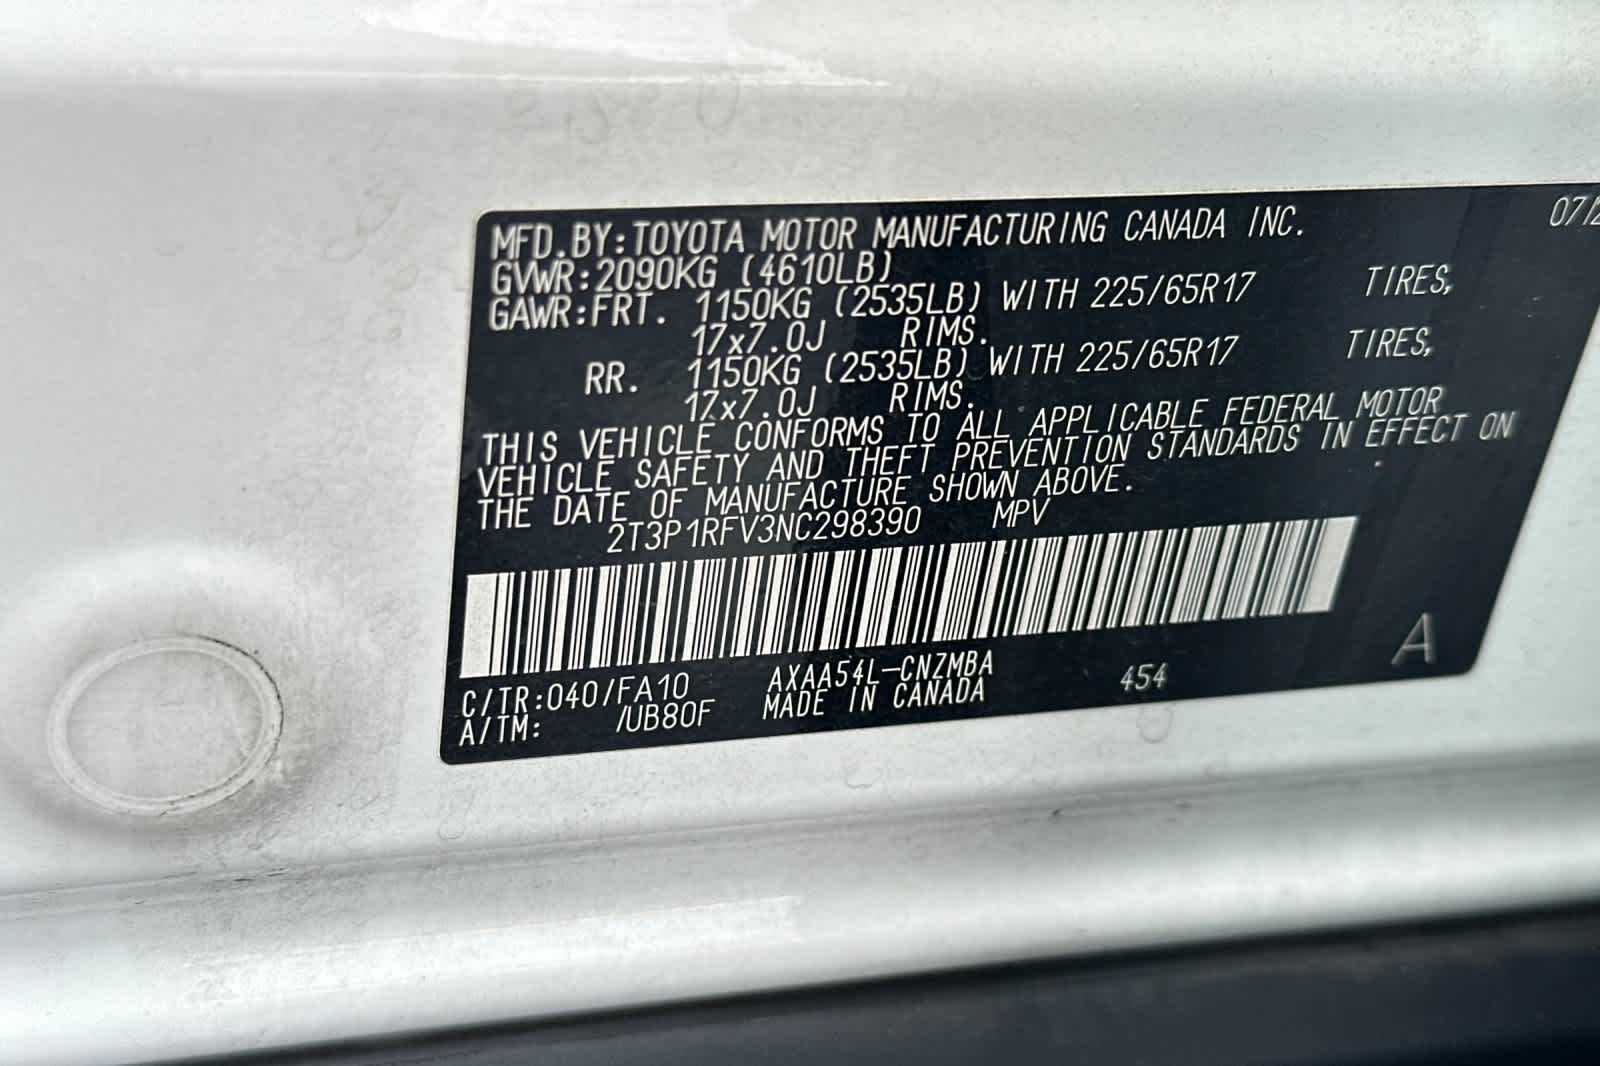 MFD.BY:TOYOTA MOTOR MANUFACTURING CANADA INC. 07/2
GVWR:2090KG (4610LB)
GAWR:FRT. 1150KG (2535LB) WITH 225/65R17 TIRES,
17x7.0J RIMS.
RR. 1150KG (2535LB) WITH 225/65R17 TIRES,
17x7.0J RIMS.
THIS VEHICLE CONFORMS TO ALL APPLICABLE FEDERAL MOTOR
VEHICLE SAFETY AND THEFT PREVENTION STANDARDS IN EFFECT ON
THE DATE OF MANUFACTURE SHOWN ABOVE.
2T3P1RFV3NC298390 MPV
C/TR:040/FA10 AXAA54L-CNZMBA 454 A
A/TM: /UB80F MADE IN CANADA